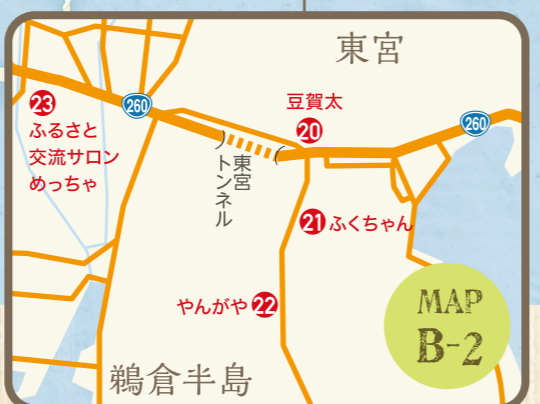 東宮
23
ふるさと
交流サロン
めっちゃ
260
豆賀太
20
260
東宮
トンネル
21 ふくちゃん
やんがや 22
MAP
B-2
鵜倉半島